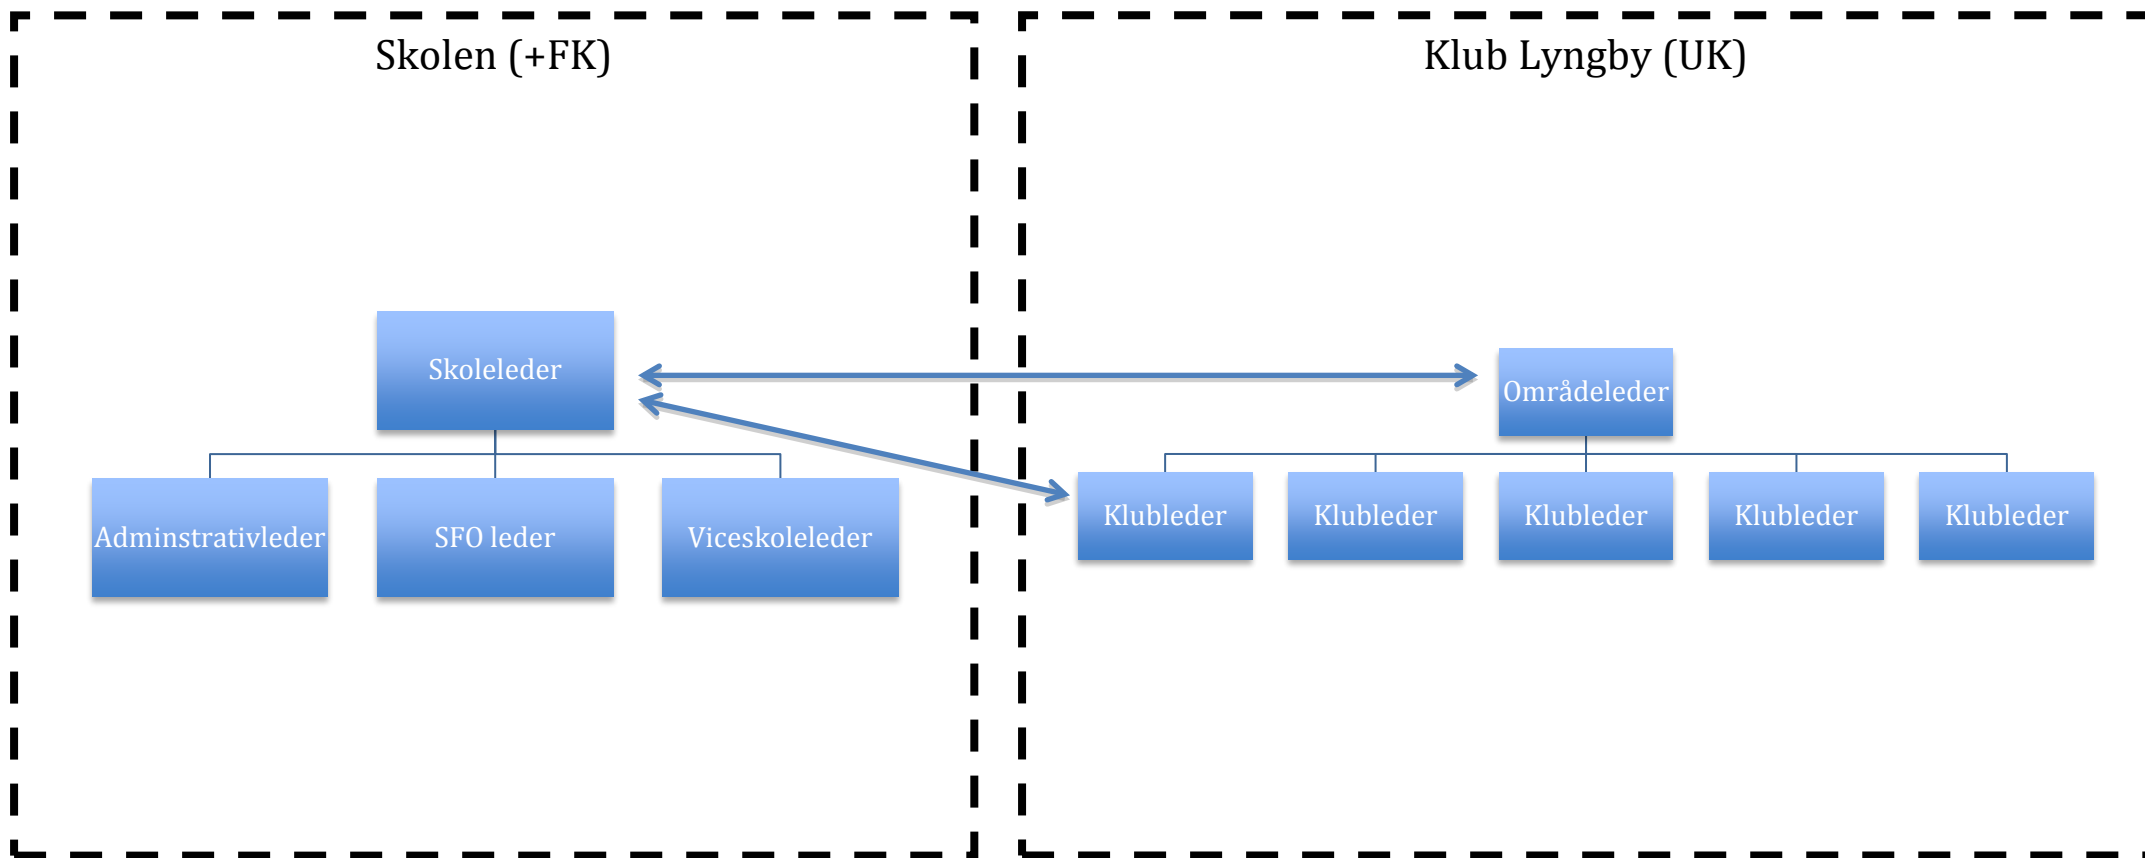 Skolen (+FK)
Skoleleder
Adminstrativleder
SFO leder
Viceskoleleder
Klub Lyngby (UK)
Områdeleder
Klubleder
Klubleder
Klubleder
Klubleder
Klubleder